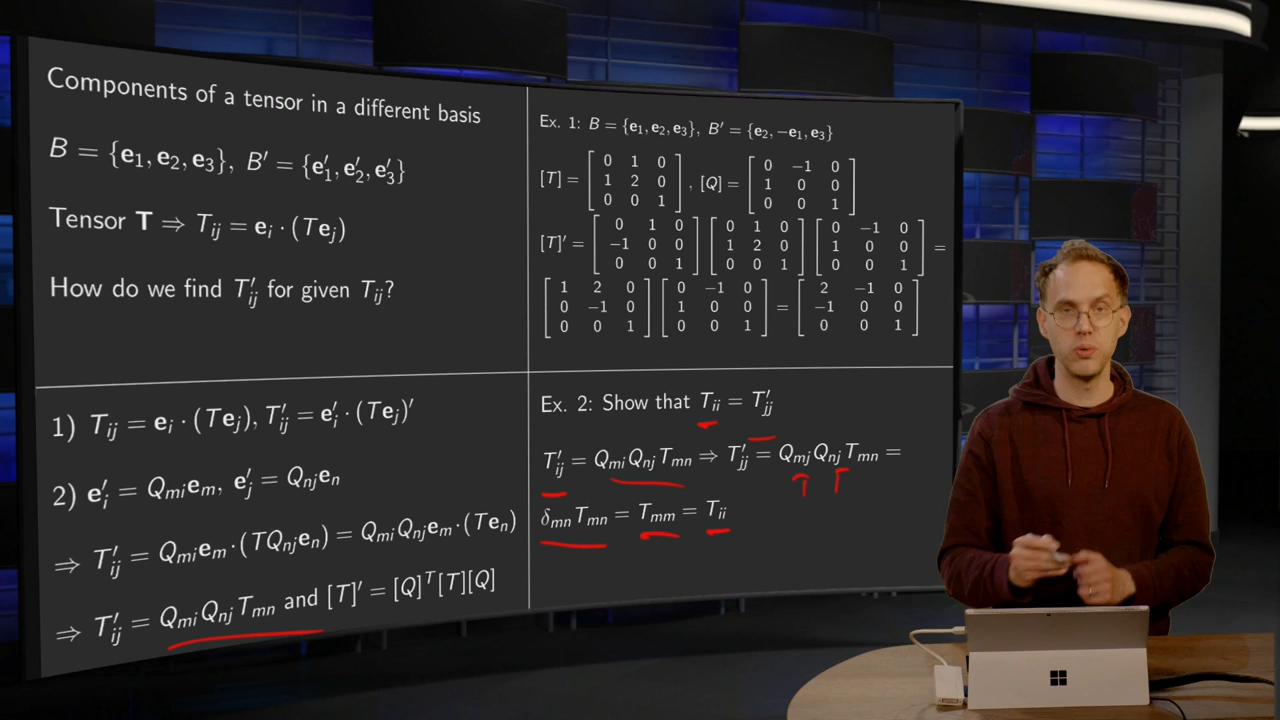 Components of a tensor in a different basis
B = {e₁, e₂, e₃}, B′ = {e′₁, e′₂, e′₃}
Tensor T ⇒ Tᵢⱼ = eᵢ · (Teⱼ)
How do we find T′ᵢⱼ for given Tᵢⱼ?
Ex. 1: B = {e₁, e₂, e₃}, B′ = {e₂, −e₁, e₃}
[T] = [0 1 0; 1 2 0; 0 0 1], [Q] = [0 −1 0; 1 0 0; 0 0 1]
[T]′ = [0 1 0; −1 0 0; 0 0 1] [0 1 0; 1 2 0; 0 0 1] [0 −1 0; 1 0 0; 0 0 1] =
[1 2 0; 0 −1 0; 0 0 1] [0 −1 0; 1 0 0; 0 0 1] = [2 −1 0; −1 0 0; 0 0 1]
1) Tᵢⱼ = eᵢ · (Teⱼ), T′ᵢⱼ = e′ᵢ · (Teⱼ)′
2) e′ᵢ = Qₘᵢeₘ, e′ⱼ = Qₙⱼeₙ
⇒ T′ᵢⱼ = Qₘᵢeₘ · (TQₙⱼeₙ) = QₘᵢQₙⱼeₘ · (Teₙ)
⇒ T′ᵢⱼ = QₘᵢQₙⱼTₘₙ and [T]′ = [Q]ᵀ[T][Q]
Ex. 2: Show that Tᵢᵢ = T′ⱼⱼ
T′ᵢⱼ = QₘᵢQₙⱼTₘₙ ⇒ T′ⱼⱼ = QₘⱼQₙⱼTₘₙ =
δₘₙTₘₙ = Tₘₘ = Tᵢᵢ